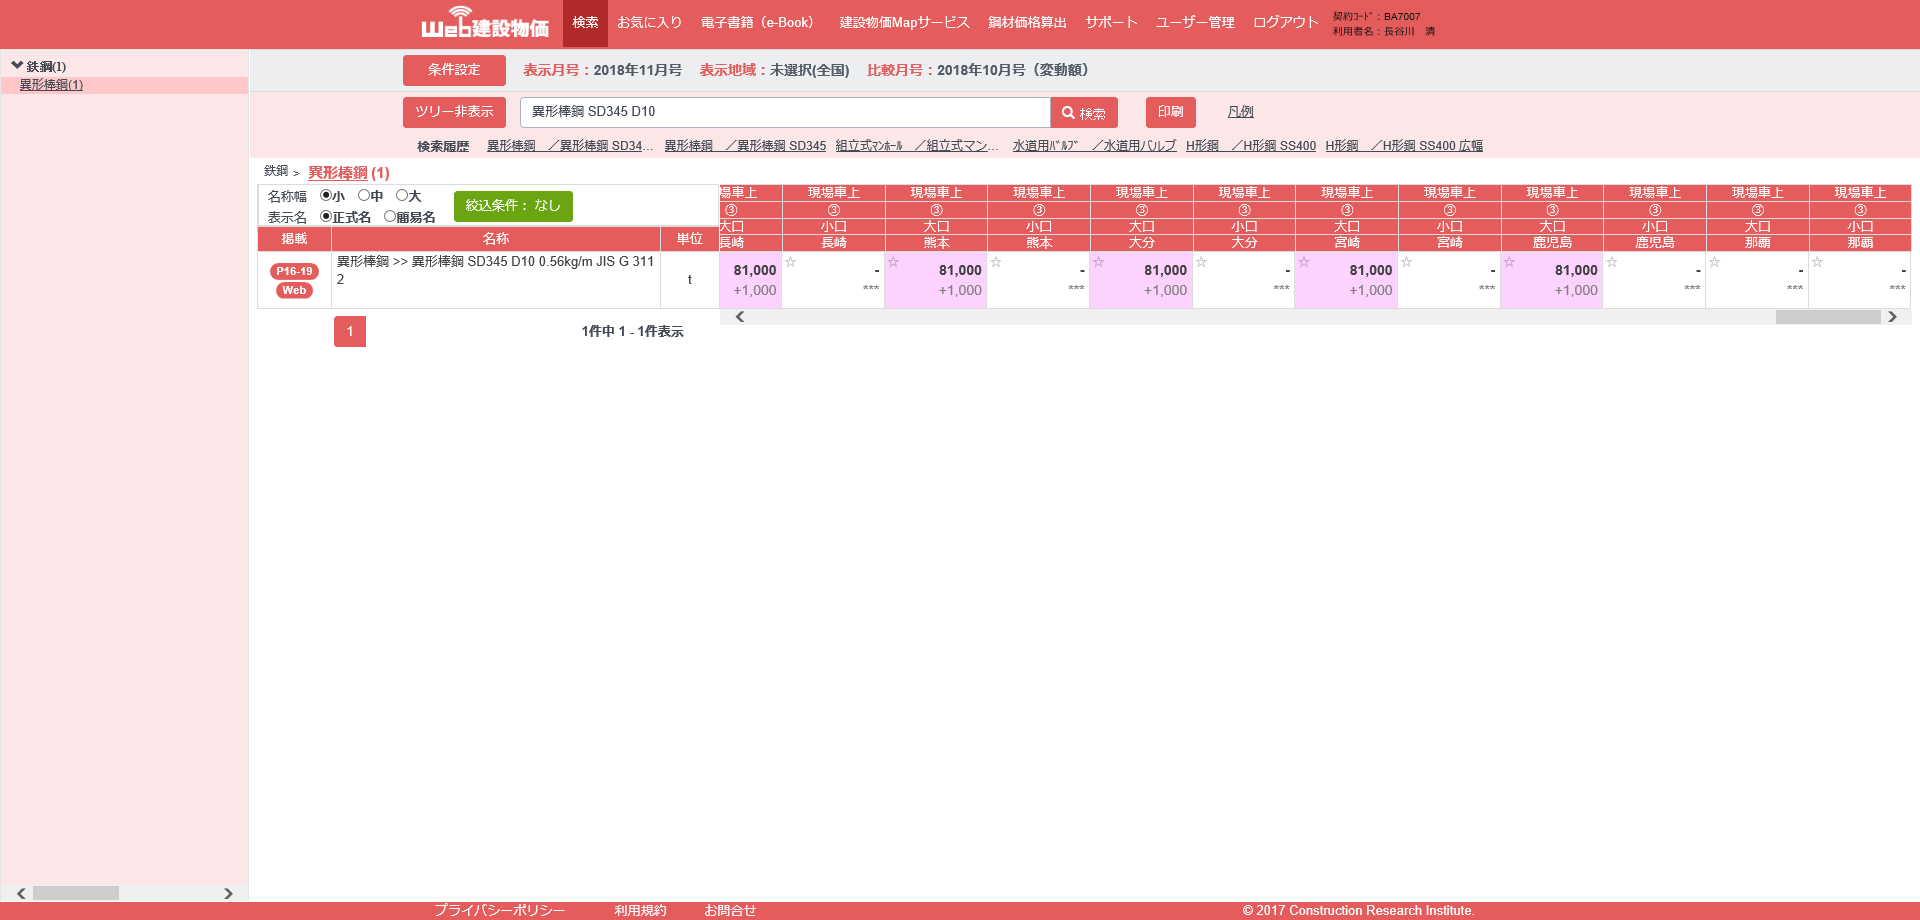 Web建設物価
検索 お気に入り 電子書籍（e-Book） 建設物価Mapサービス 鋼材価格算出 サポート ユーザー管理 ログアウト
契約ｺｰﾄﾞ：BA7007
利用者名：長谷川　清
鉄鋼(1)
異形棒鋼(1)
条件設定 表示月号：2018年11月号 表示地域：未選択(全国) 比較月号：2018年10月号（変動額）
ツリー非表示 異形棒鋼 SD345 D10 検索 印刷 凡例
検索履歴 異形棒鋼　／異形棒鋼 SD34... 異形棒鋼　／異形棒鋼 SD345 組立式ﾏﾝﾎｰﾙ　／組立式マン... 水道用ﾊﾞﾙﾌﾞ　／水道用バルブ H形鋼　／H形鋼 SS400 H形鋼　／H形鋼 SS400 広幅
鉄鋼 > 異形棒鋼 (1)
名称幅 小 中 大
表示名 正式名 簡易名
絞込条件： なし
場車上 現場車上 現場車上 現場車上 現場車上 現場車上 現場車上 現場車上 現場車上 現場車上 現場車上 現場車上
③ ③ ③ ③ ③ ③ ③ ③ ③ ③ ③ ③
大口 小口 大口 小口 大口 小口 大口 小口 大口 小口 大口 小口
掲載 名称 単位 長崎 長崎 熊本 熊本 大分 大分 宮崎 宮崎 鹿児島 鹿児島 那覇 那覇
P16-19
Web
異形棒鋼 >> 異形棒鋼 SD345 D10 0.56kg/m JIS G 311
2
t
81,000 ☆ - ☆ 81,000 ☆ - ☆ 81,000 ☆ - ☆ 81,000 ☆ - ☆ 81,000 ☆ - ☆ - ☆ -
+1,000 *** +1,000 *** +1,000 *** +1,000 *** +1,000 *** *** ***
1 1件中 1 - 1件表示
プライバシーポリシー 利用規約 お問合せ © 2017 Construction Research Institute.